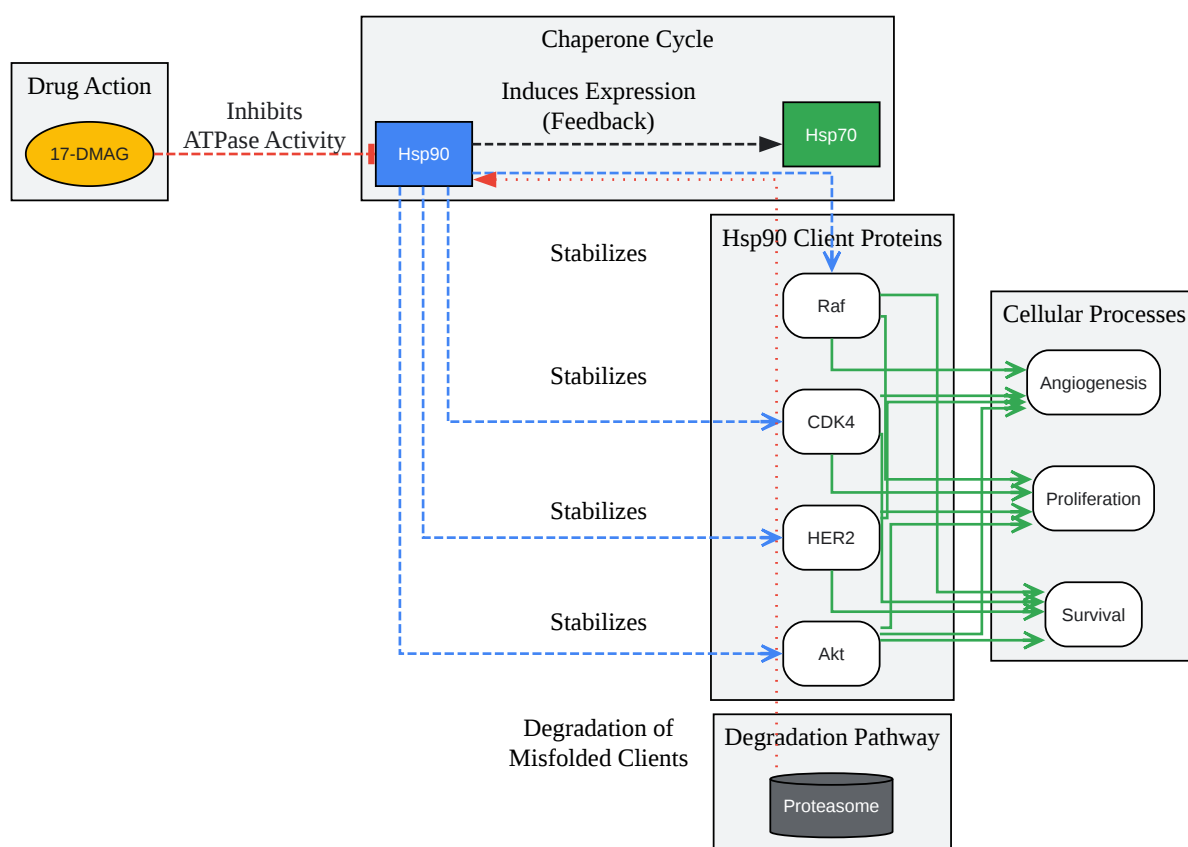 Chaperone Cycle
Drug Action
Inhibits
ATPase Activity
Induces Expression
(Feedback)
17-DMAG
Hsp90
Hsp70
Hsp90 Client Proteins
Stabilizes
Raf
Cellular Processes
Stabilizes
Angiogenesis
CDK4
Stabilizes
Proliferation
HER2
Stabilizes
Survival
Akt
Degradation of
Misfolded Clients
Degradation Pathway
Proteasome